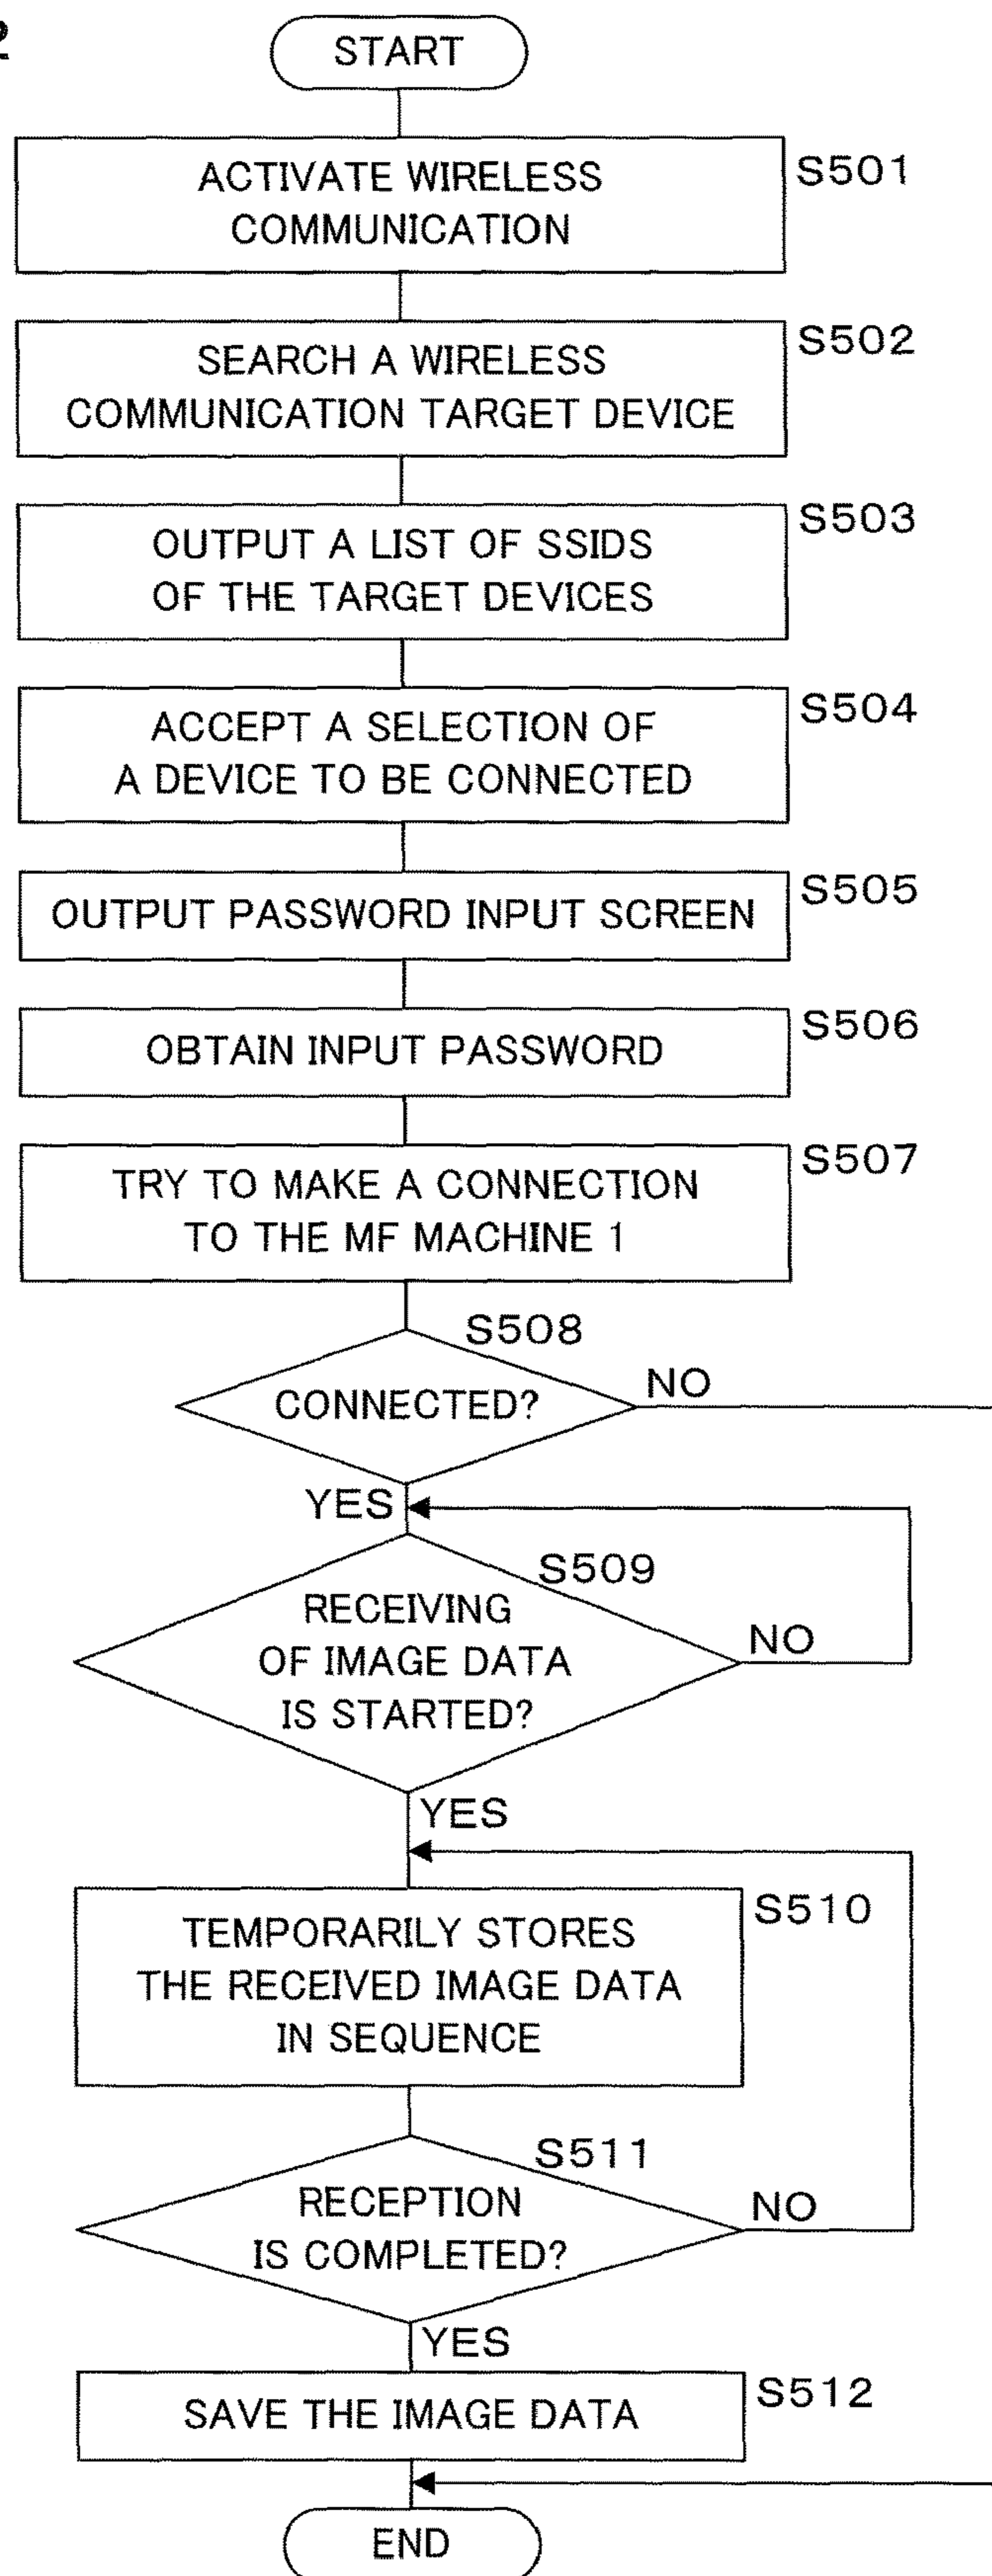 2
START
ACTIVATE WIRELESS
COMMUNICATION
S501
SEARCH A WIRELESS
COMMUNICATION TARGET DEVICE
S502
OUTPUT A LIST OF SSIDS
OF THE TARGET DEVICES
S503
ACCEPT A SELECTION OF
A DEVICE TO BE CONNECTED
S504
OUTPUT PASSWORD INPUT SCREEN
S505
OBTAIN INPUT PASSWORD
S506
TRY TO MAKE A CONNECTION
TO THE MF MACHINE 1
S507
S508
CONNECTED?
NO
YES
S509
RECEIVING
OF IMAGE DATA
IS STARTED?
NO
YES
TEMPORARILY STORES
THE RECEIVED IMAGE DATA
IN SEQUENCE
S510
S511
RECEPTION
IS COMPLETED?
NO
YES
SAVE THE IMAGE DATA
S512
END